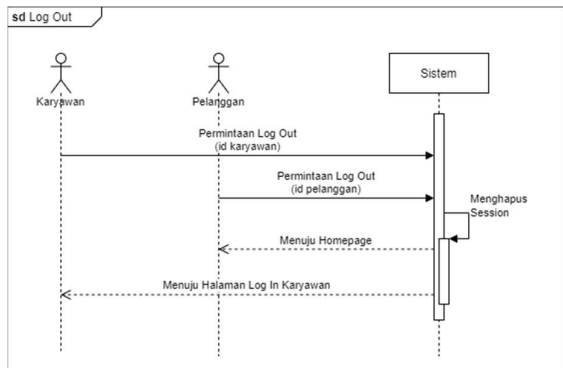 sd Log Out
Karyawan
Pelanggan
Sistem
Permintaan Log Out
(id karyawan)
Permintaan Log Out
(id pelanggan)
Menghapus
Session
Menuju Homepage
Menuju Halaman Log In Karyawan